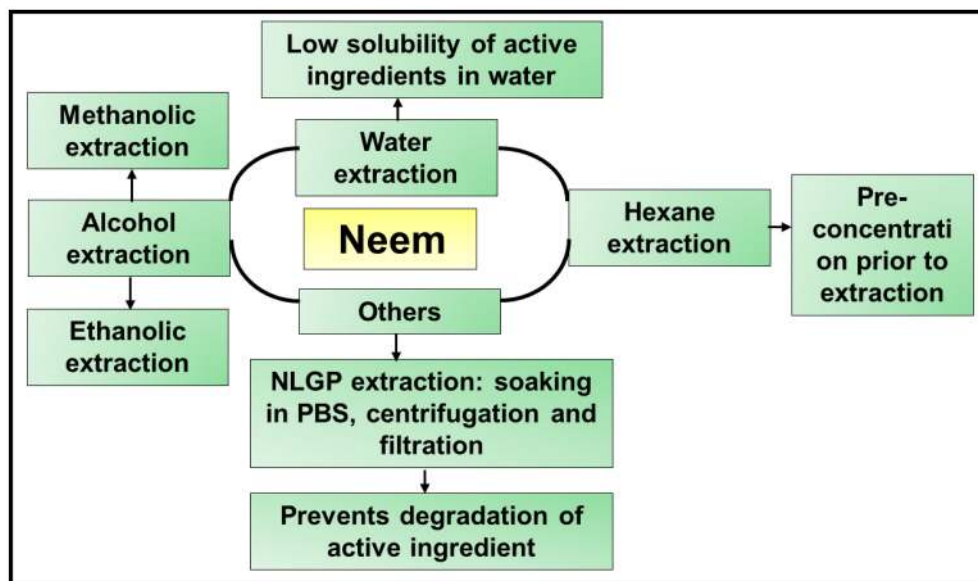 Low solubility of active
ingredients in water
Methanolic
extraction
Water
extraction
Alcohol
extraction
Neem
Hexane
extraction
Pre-
concentrati
on prior to
extraction
Others
Ethanolic
extraction
NLGP extraction: soaking
in PBS, centrifugation and
filtration
Prevents degradation of
active ingredient